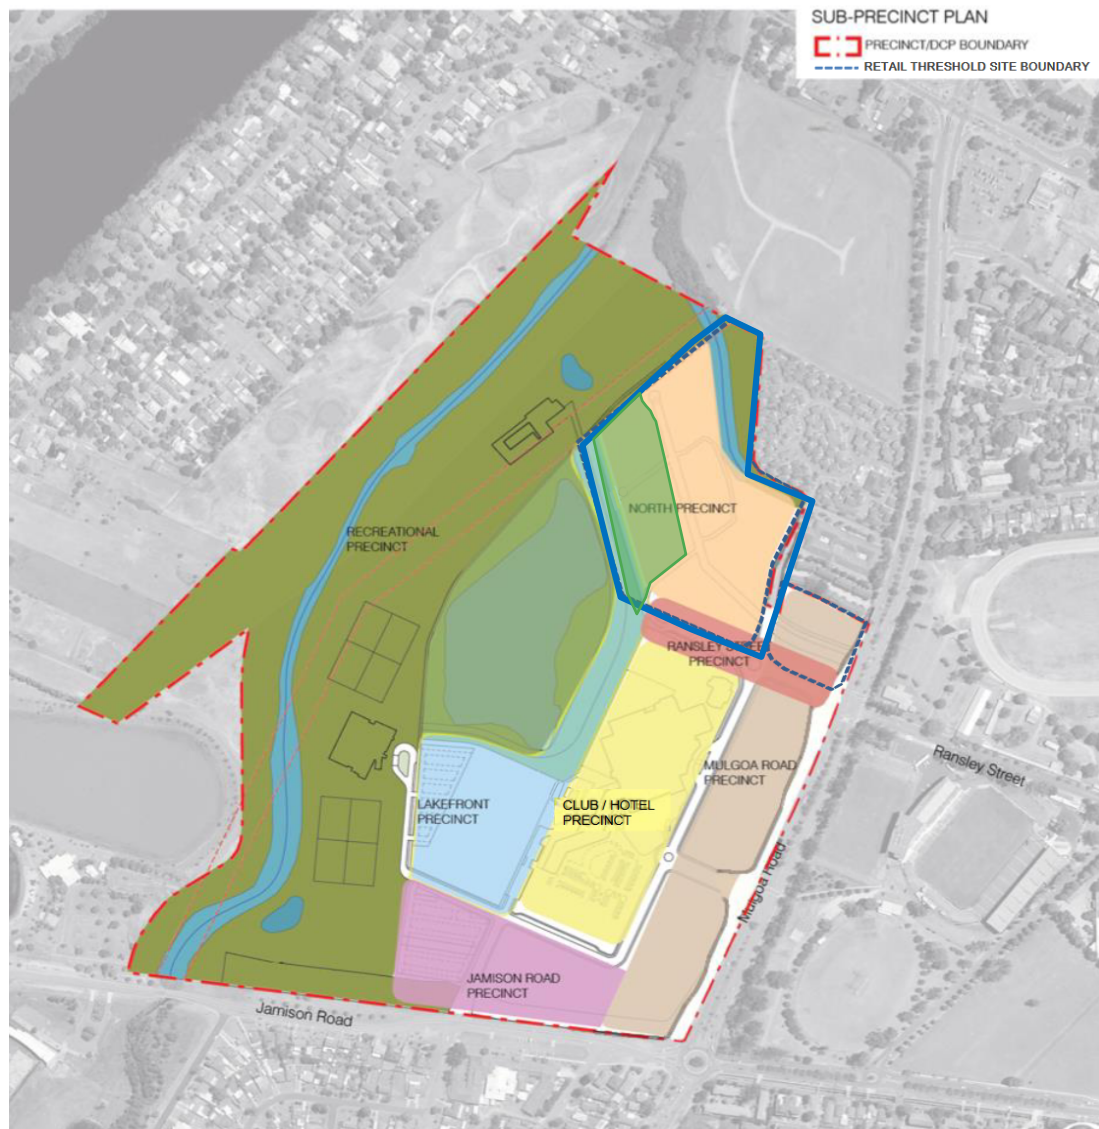 SUB-PRECINCT PLAN
PRECINCT/DCP BOUNDARY
RETAIL THRESHOLD SITE BOUNDARY
NORTH PRECINCT
RECREATIONAL
PRECINCT
RANSLEY STREET
PRECINCT
MULGOA ROAD
PRECINCT
Ransley Street
LAKEFRONT
PRECINCT
CLUB / HOTEL
PRECINCT
Mulgoa Road
JAMISON ROAD
PRECINCT
Jamison Road